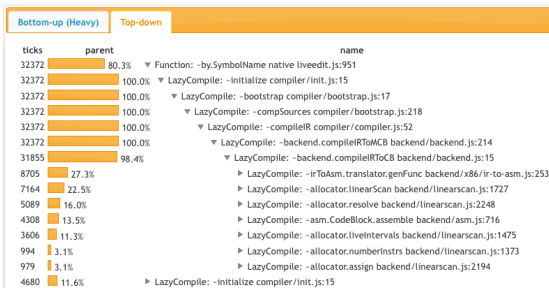 Bottom-up (Heavy) Top-down
ticks parent name
32372 80.3% ▼ Function: ~by.SymbolName native liveedit.js:951
32372 100.0% ▼ LazyCompile: ~initialize compiler/init.js:15
32372 100.0% ▼ LazyCompile: ~bootstrap compiler/bootstrap.js:17
32372 100.0% ▼ LazyCompile: ~compSources compiler/bootstrap.js:218
32372 100.0% ▼ LazyCompile: ~compileIR compiler/compiler.js:52
32372 100.0% ▼ LazyCompile: ~backend.compileIRToMCB backend/backend.js:214
31855 98.4% ▼ LazyCompile: ~backend.compileIRToCB backend/backend.js:15
8705 27.3% ▶ LazyCompile: ~irToAsm.translator.genFunc backend/x86/ir-to-asm.js:253
7164 22.5% ▶ LazyCompile: ~allocator.linearScan backend/linearscan.js:1727
5089 16.0% ▶ LazyCompile: ~allocator.resolve backend/linearscan.js:2248
4308 13.5% ▶ LazyCompile: ~asm.CodeBlock.assemble backend/asm.js:716
3606 11.3% ▶ LazyCompile: ~allocator.liveIntervals backend/linearscan.js:1475
994 3.1% ▶ LazyCompile: ~allocator.numberInstrs backend/linearscan.js:1373
979 3.1% ▶ LazyCompile: ~allocator.assign backend/linearscan.js:2194
4680 11.6% ▶ LazyCompile: ~initialize compiler/init.js:15